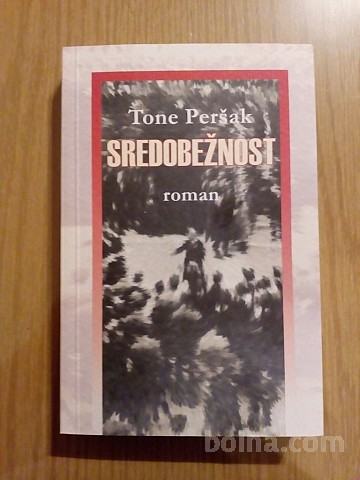 Tone Peršak
SREDOBEŽNOST
roman
bolha.com